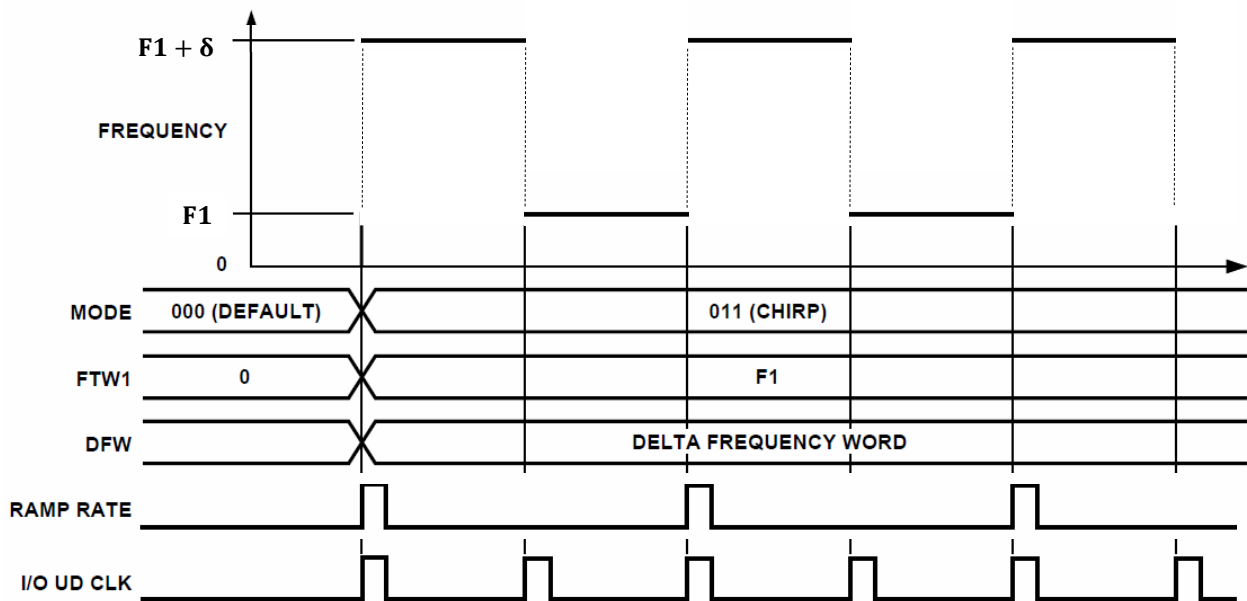 F1 + δ
FREQUENCY
F1
0
MODE 000 (DEFAULT) 011 (CHIRP)
FTW1 0 F1
DFW DELTA FREQUENCY WORD
RAMP RATE
I/O UD CLK